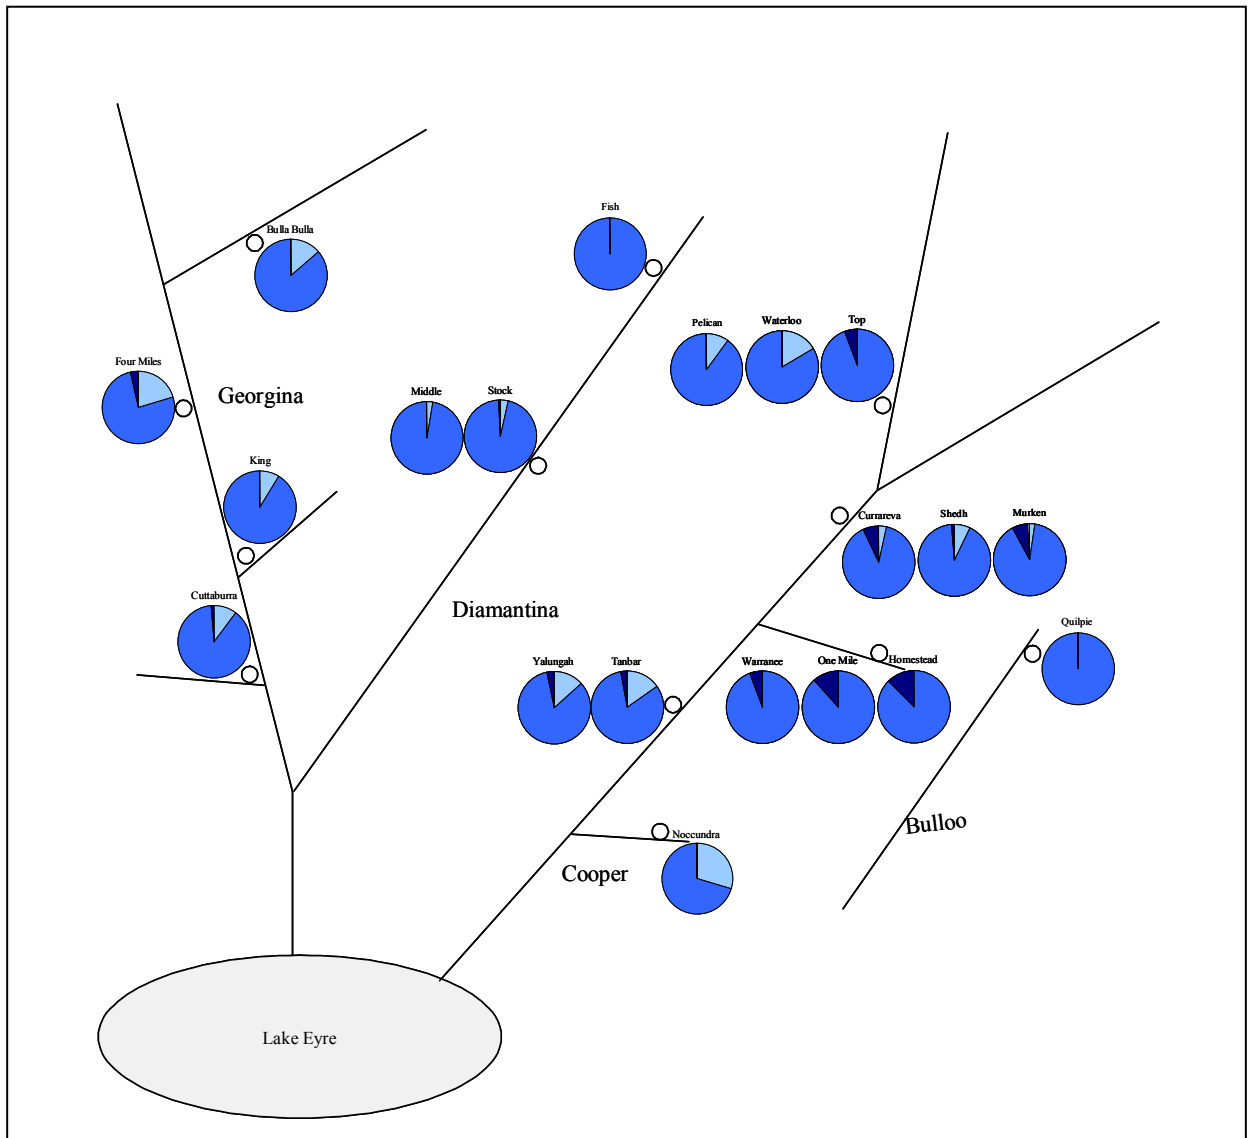 Fish
Bulla Bulla
Pelican
Waterloo
Top
Four Miles
Georgina
Middle
Stock
King
Currareva
Shedh
Murken
Cuttaburra
Diamantina
Quilpie
Yalungah
Tanbar
Warranee
One Mile
Homestead
Bulloo
Noccundra
Cooper
Lake Eyre